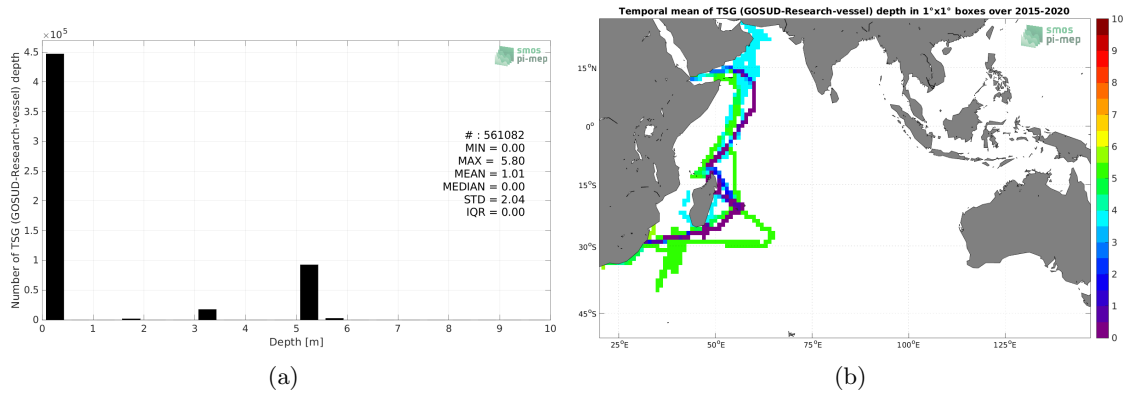 ×10⁵
4.5
4
3.5
3
2.5
2
1.5
1
0.5
0
Number of TSG (GOSUD-Research-vessel) depth
smos
pi-mep
# : 561082
MIN = 0.00
MAX = 5.80
MEAN = 1.01
MEDIAN = 0.00
STD = 2.04
IQR = 0.00
0 1 2 3 4 5 6 7 8 9 10
Depth [m]
(a)
Temporal mean of TSG (GOSUD-Research-vessel) depth in 1°x1° boxes over 2015-2020
smos
pi-mep
15°N
0°
15°S
30°S
45°S
25°E 50°E 75°E 100°E 125°E
10
9
8
7
6
5
4
3
2
1
0
(b)